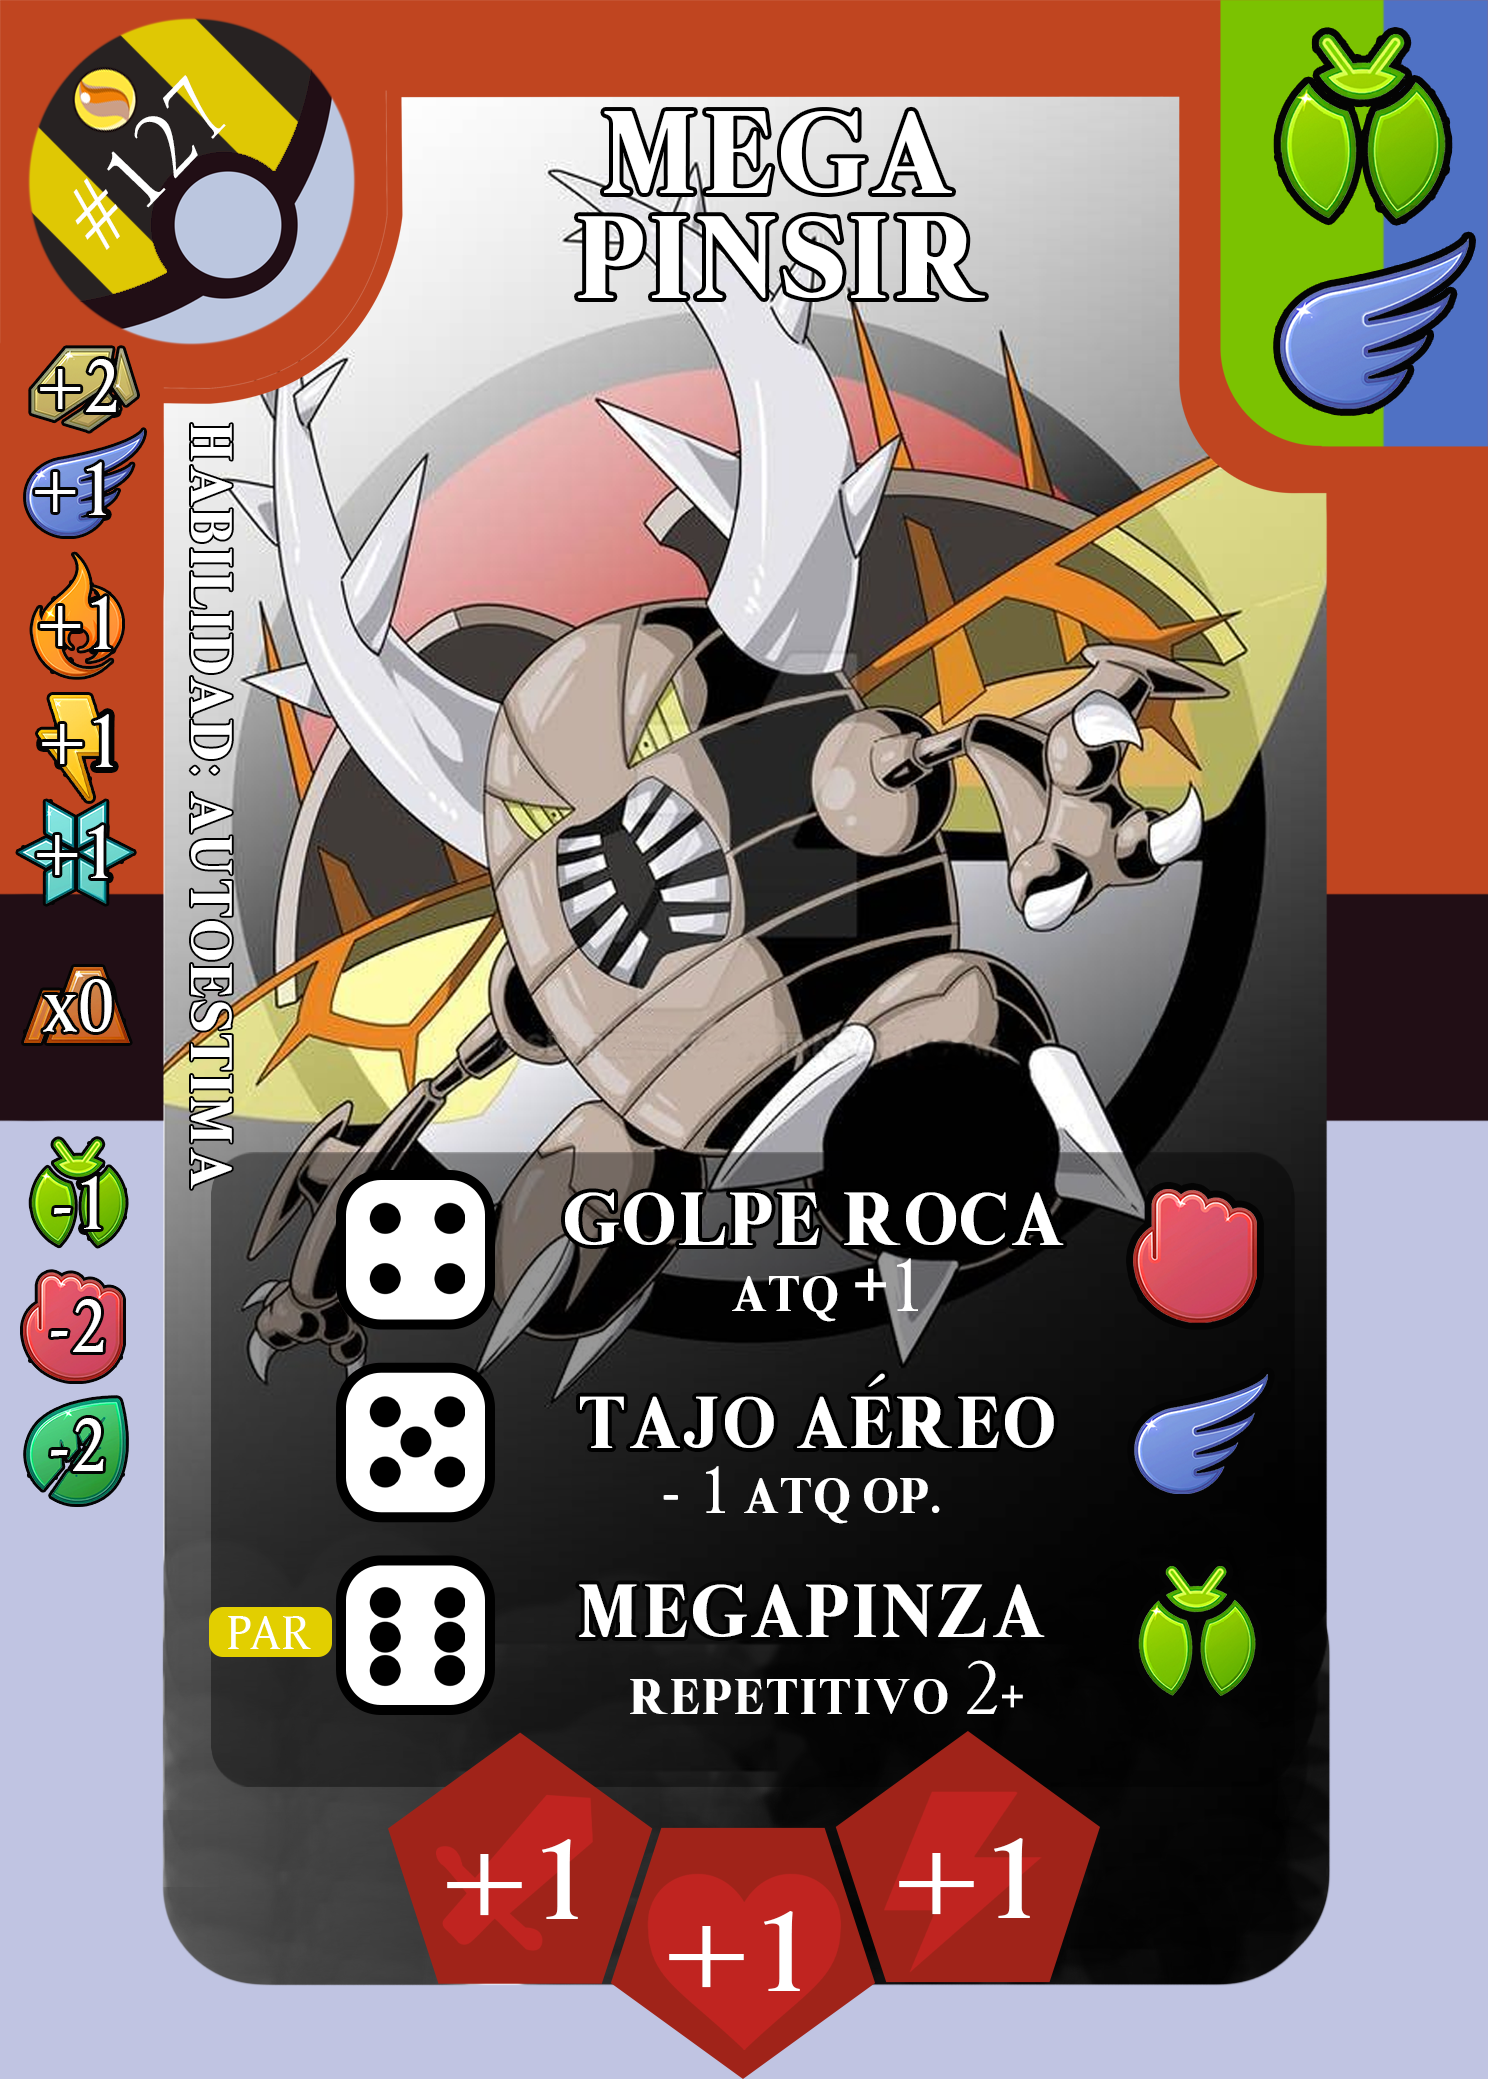 #127
MEGA
PINSIR
+2
+1
+1
+1
+1
x0
-1
-2
-2
HABILIDAD: AUTOESTIMA
GOLPE ROCA
ATQ +1
TAJO AÉREO
- 1 ATQ OP.
PAR
MEGAPINZA
REPETITIVO 2+
+1
+1
+1